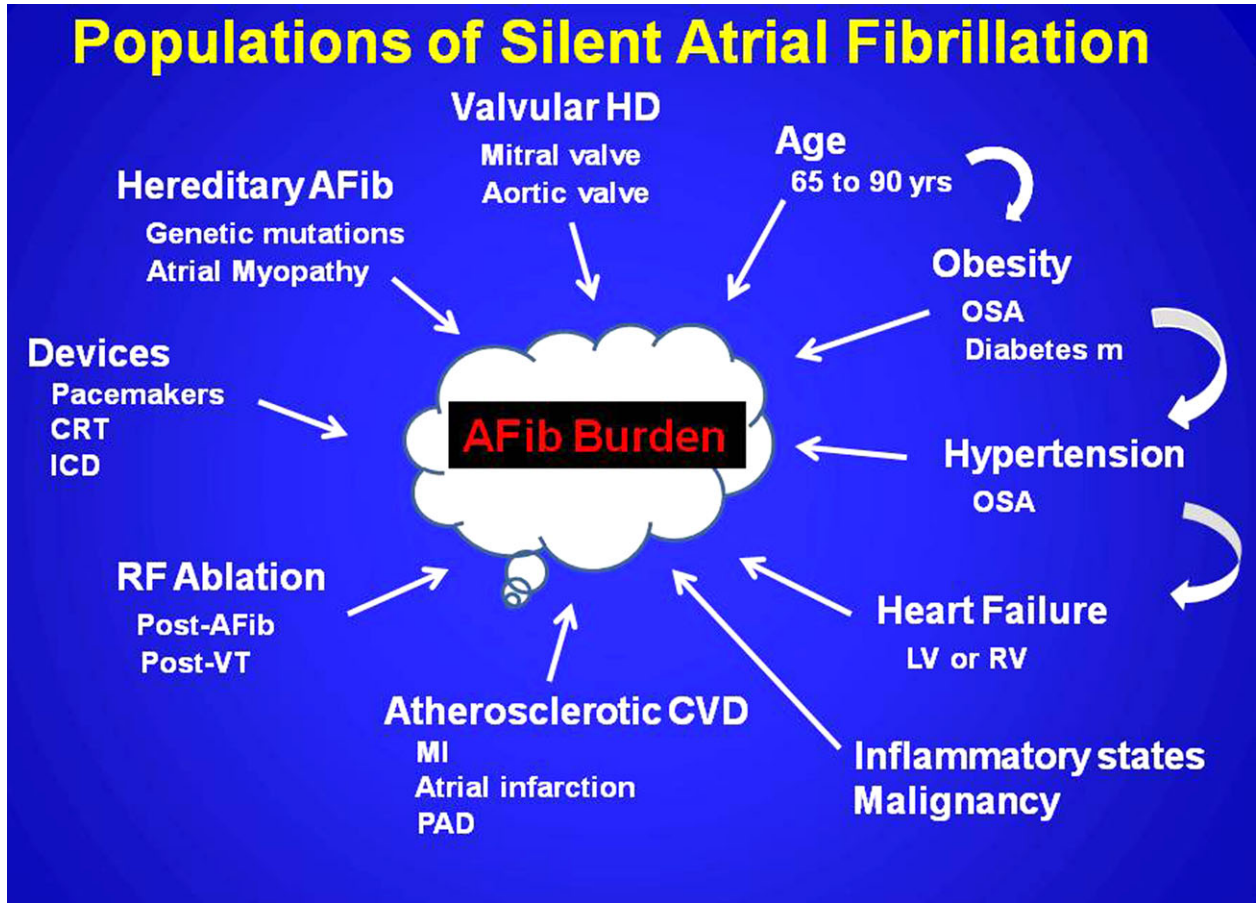 Populations of Silent Atrial Fibrillation
Valvular HD
Mitral valve
Aortic valve
Age
65 to 90 yrs
Hereditary AFib
Genetic mutations
Atrial Myopathy
Obesity
OSA
Diabetes m
Devices
Pacemakers
CRT
ICD
AFib Burden
Hypertension
OSA
RF Ablation
Post-AFib
Post-VT
Heart Failure
LV or RV
Atherosclerotic CVD
MI
Atrial infarction
PAD
Inflammatory states
Malignancy